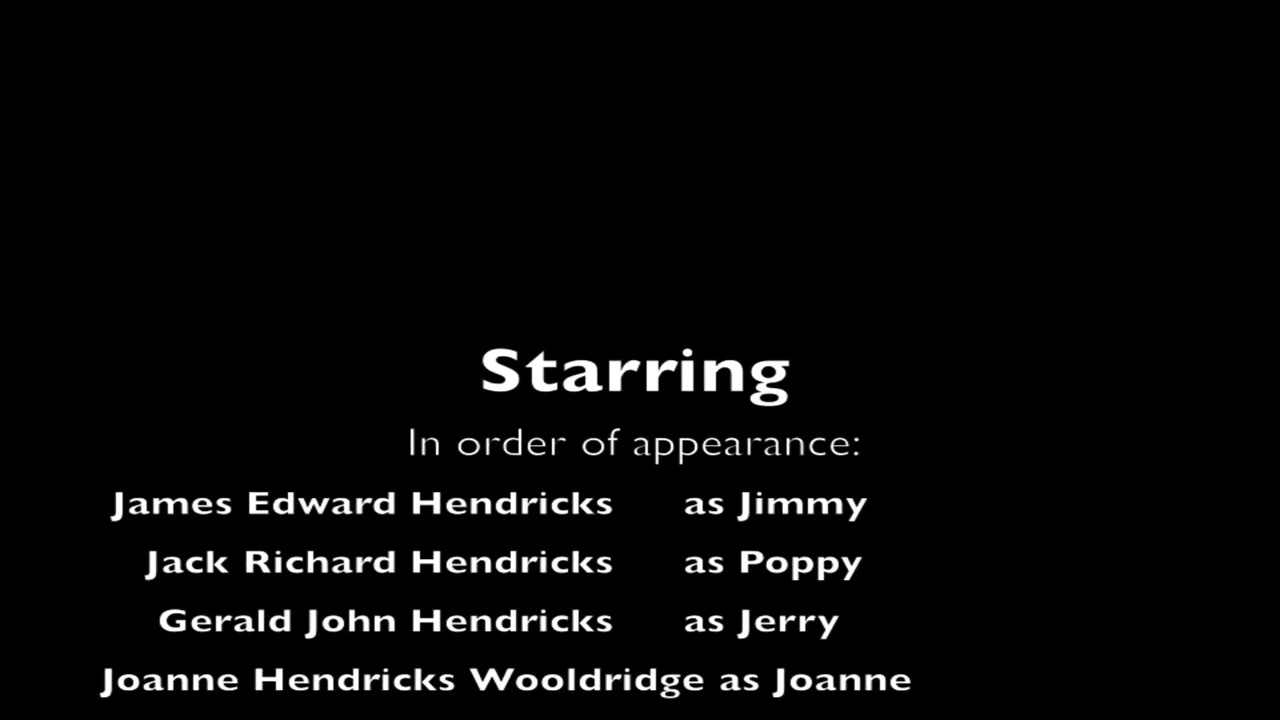 Starring
In order of appearance:
James Edward Hendricks as Jimmy
Jack Richard Hendricks as Poppy
Gerald John Hendricks as Jerry
Joanne Hendricks Wooldridge as Joanne